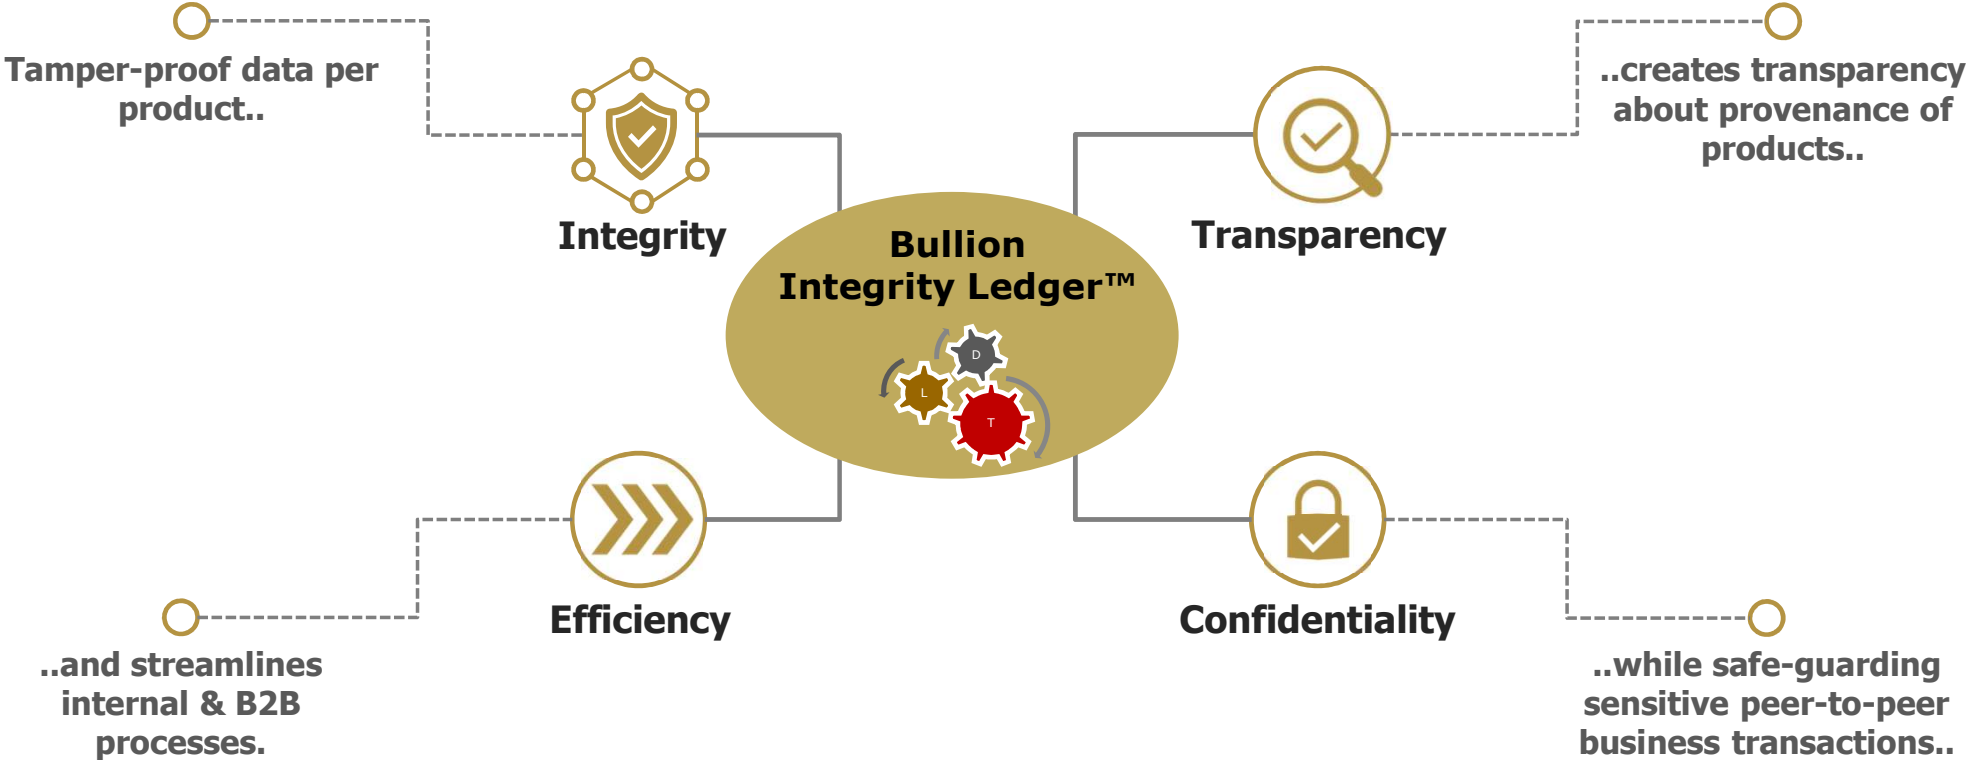 Tamper-proof data per
product..
Integrity
..creates transparency
about provenance of
products..
Transparency
Bullion
Integrity Ledger™
D
L
T
Efficiency
..and streamlines
internal & B2B
processes.
Confidentiality
..while safe-guarding
sensitive peer-to-peer
business transactions..